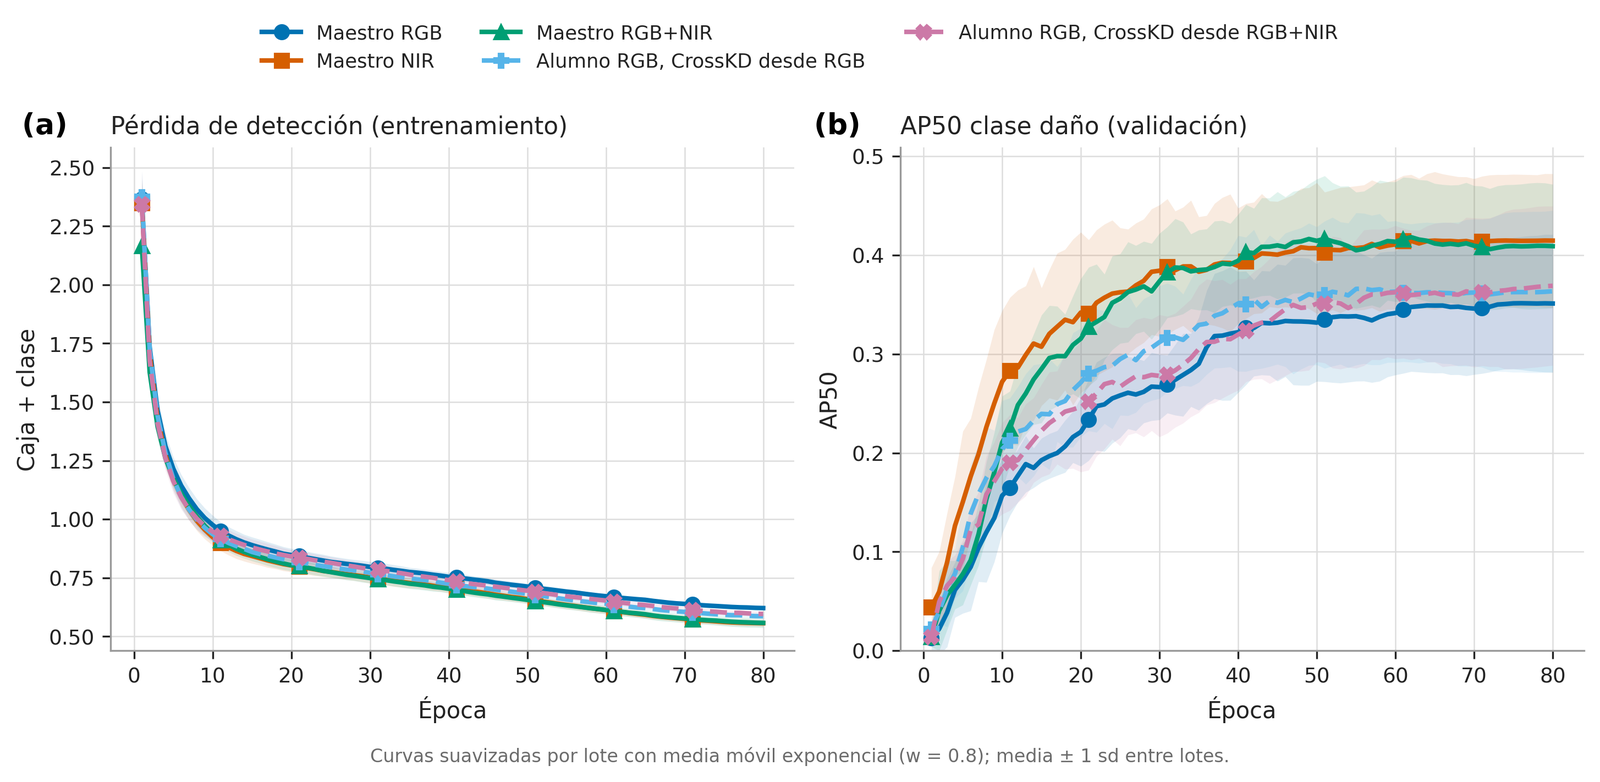 Maestro RGB
Maestro NIR
Maestro RGB+NIR
Alumno RGB, CrossKD desde RGB
Alumno RGB, CrossKD desde RGB+NIR
(a) Pérdida de detección (entrenamiento)
Caja + clase
2.50
2.25
2.00
1.75
1.50
1.25
1.00
0.75
0.50
0 10 20 30 40 50 60 70 80
Época
(b) AP50 clase daño (validación)
AP50
0.5
0.4
0.3
0.2
0.1
0.0
0 10 20 30 40 50 60 70 80
Época
Curvas suavizadas por lote con media móvil exponencial (w = 0.8); media ± 1 sd entre lotes.